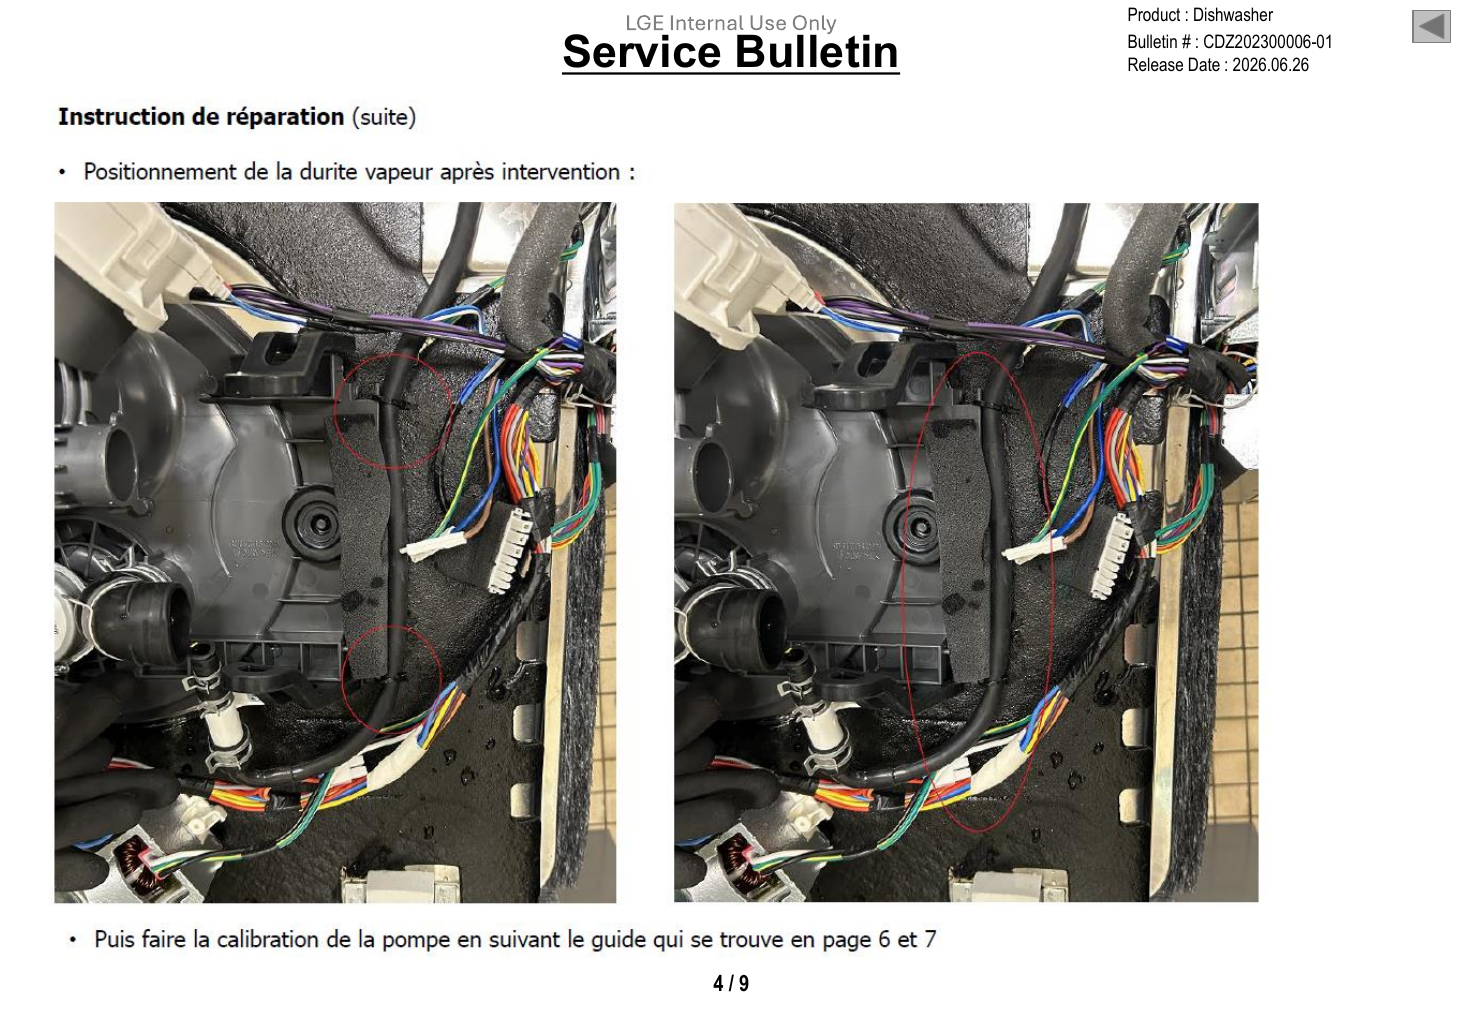 LGE Internal Use Only
Service Bulletin
Product : Dishwasher
Bulletin # : CDZ202300006-01
Release Date : 2026.06.26
Instruction de réparation (suite)
• Positionnement de la durite vapeur après intervention :
• Puis faire la calibration de la pompe en suivant le guide qui se trouve en page 6 et 7
4 / 9